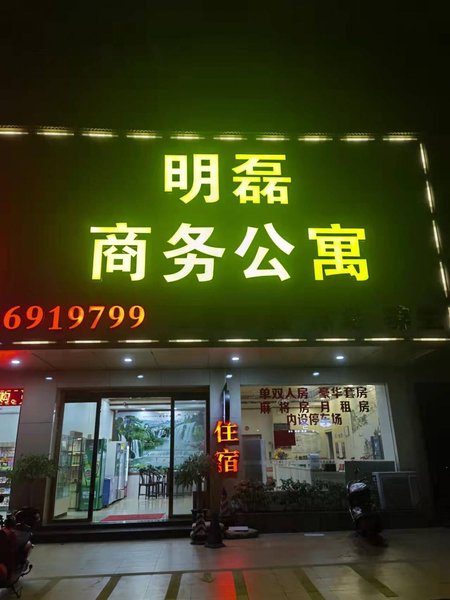 明磊
商务公寓
6919799
购
住宿
单双人房 豪华套房
麻将房月租房
内设停车场